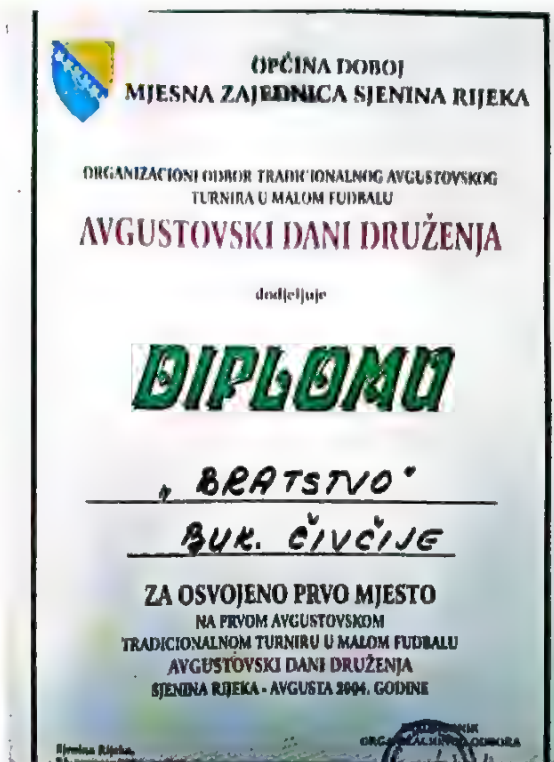 OPĆINA DOBOJ
MJESNA ZAJEDNICA SJENINA RIJEKA
ORGANIZACIONI ODBOR TRADICIONALNOG AVGUSTOVSKOG
TURNIRA U MALOM FUDBALU
AVGUSTOVSKI DANI DRUŽENJA
dodjeljuje
DIPLOMU
„BRATSTVO"
BUK. ČIVČIJE
ZA OSVOJENO PRVO MJESTO
NA PRVOM AVGUSTOVSKOM
TRADICIONALNOM TURNIRU U MALOM FUDBALU
AVGUSTOVSKI DANI DRUŽENJA
SJENINA RIJEKA - AVGUSTA 2004. GODINE
Sjenina Rijeka,
ODBORA